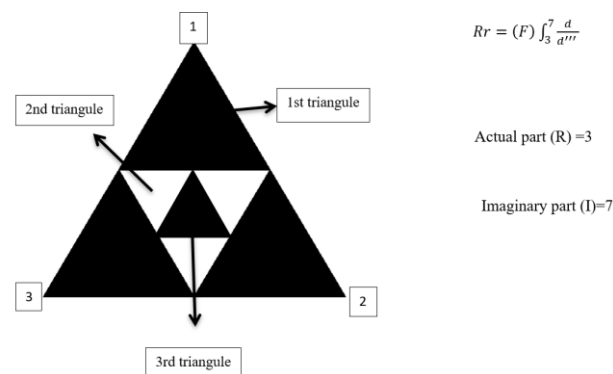 1
Rr = (F) ∫₃⁷ d/d'''
2nd triangule
1st triangule
Actual part (R) =3
Imaginary part (I)=7
3
2
3rd triangule